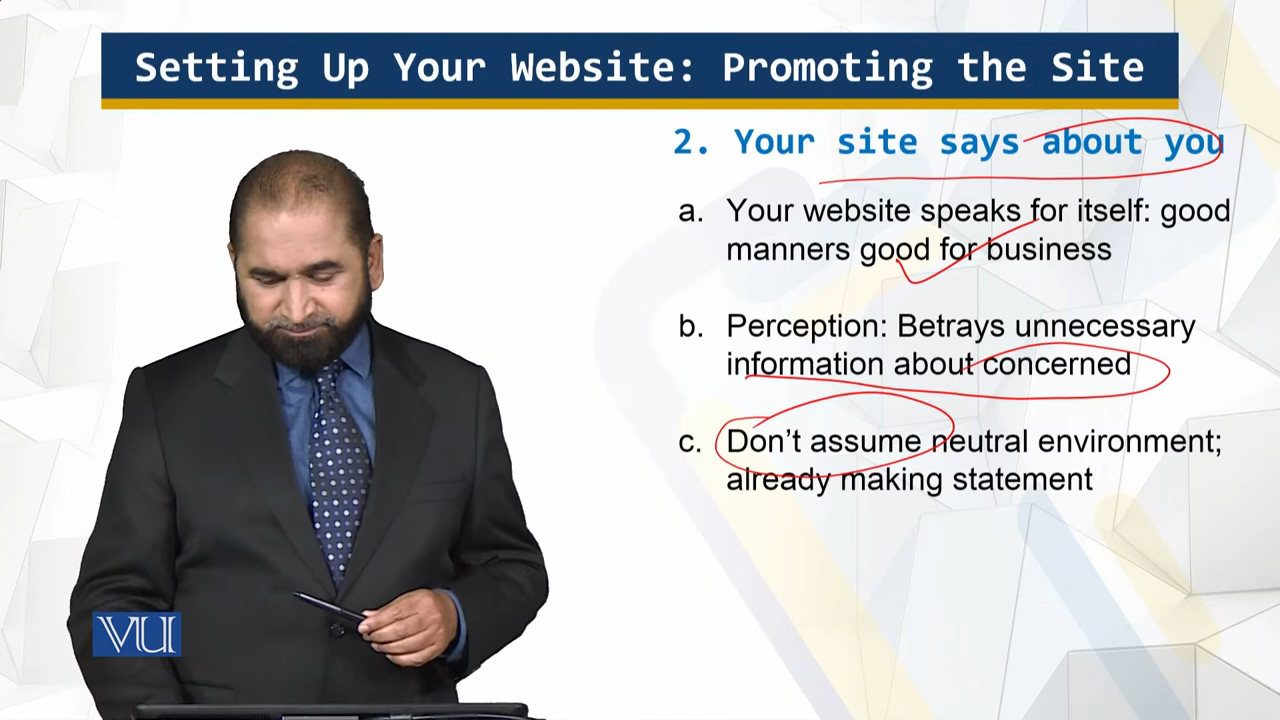 Setting Up Your Website: Promoting the Site
2. Your site says about you
a. Your website speaks for itself: good
manners good for business
b. Perception: Betrays unnecessary
information about concerned
c. Don't assume neutral environment;
already making statement
VU